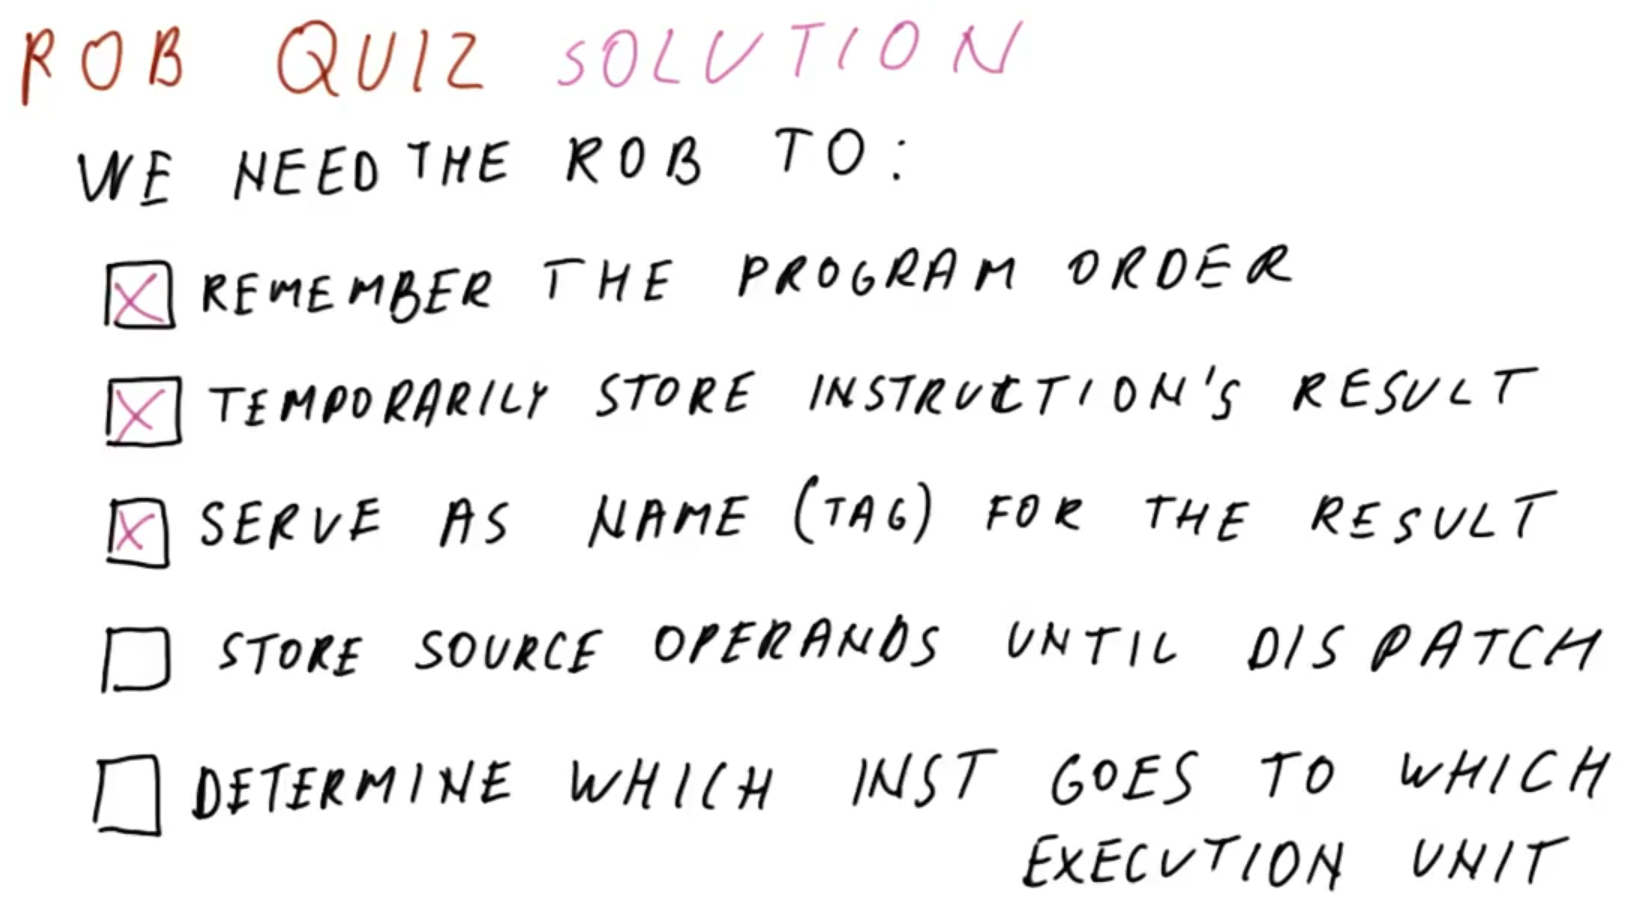 ROB QUIZ SOLUTION
WE NEED THE ROB TO:
REMEMBER THE PROGRAM ORDER
TEMPORARILY STORE INSTRUCTION'S RESULT
SERVE AS NAME (TAG) FOR THE RESULT
STORE SOURCE OPERANDS UNTIL DISPATCH
DETERMINE WHICH INST GOES TO WHICH
EXECUTION UNIT